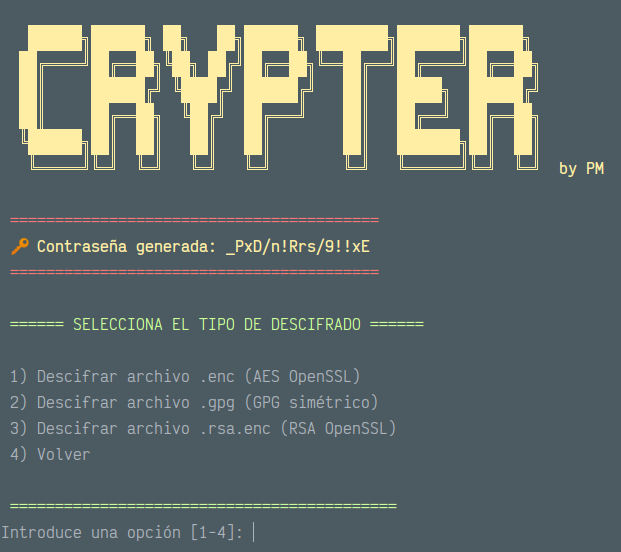 CRYPTER
by PM
=========================================
Contraseña generada: _PxD/n!Rrs/9!!xE
=========================================
====== SELECCIONA EL TIPO DE DESCIFRADO ======
1) Descifrar archivo .enc (AES OpenSSL)
2) Descifrar archivo .gpg (GPG simétrico)
3) Descifrar archivo .rsa.enc (RSA OpenSSL)
4) Volver
===========================================
Introduce una opción [1-4]: